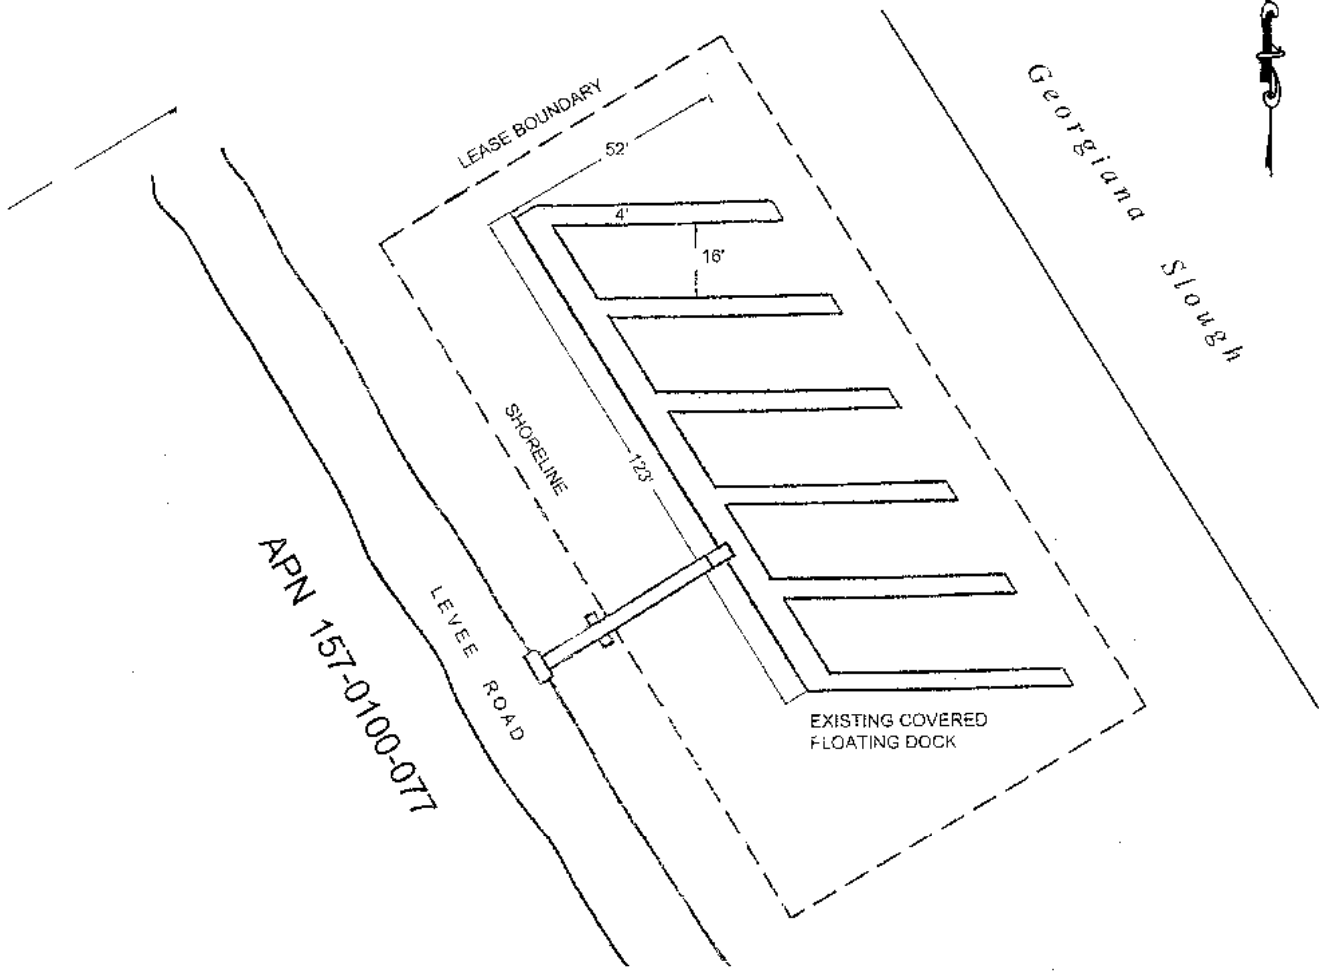 LEASE BOUNDARY
52'
4'
16'
Georgiana Slough
SHORELINE
123'
APN 157-0100-077
LEVEE ROAD
EXISTING COVERED
FLOATING DOCK